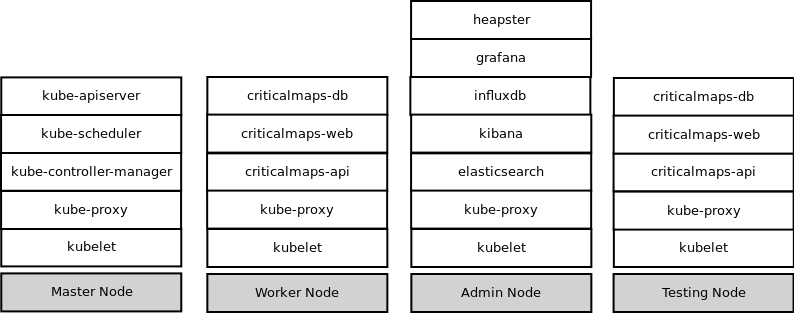 heapster
grafana
kube-apiserver
criticalmaps-db
influxdb
criticalmaps-db
kube-scheduler
criticalmaps-web
kibana
criticalmaps-web
kube-controller-manager
criticalmaps-api
elasticsearch
criticalmaps-api
kube-proxy
kube-proxy
kube-proxy
kube-proxy
kubelet
kubelet
kubelet
kubelet
Master Node
Worker Node
Admin Node
Testing Node